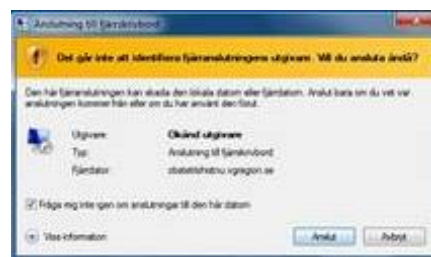 Anslutning till fjärrskrivbord
Det går inte att identifiera fjärranslutningens utgivare. Vill du ansluta ändå?
Den här fjärranslutningen kan skada den lokala datorn eller fjärrdatorn. Anslut bara om du vet var
anslutningen kommer från eller om du har använt den förut.
Utgivare: Okänd utgivare
Typ: Anslutning till fjärrskrivbord
Fjärrdator: vgregion.se
Fråga mig inte igen om anslutningar till den här datorn
Visa information
Anslut
Avbryt